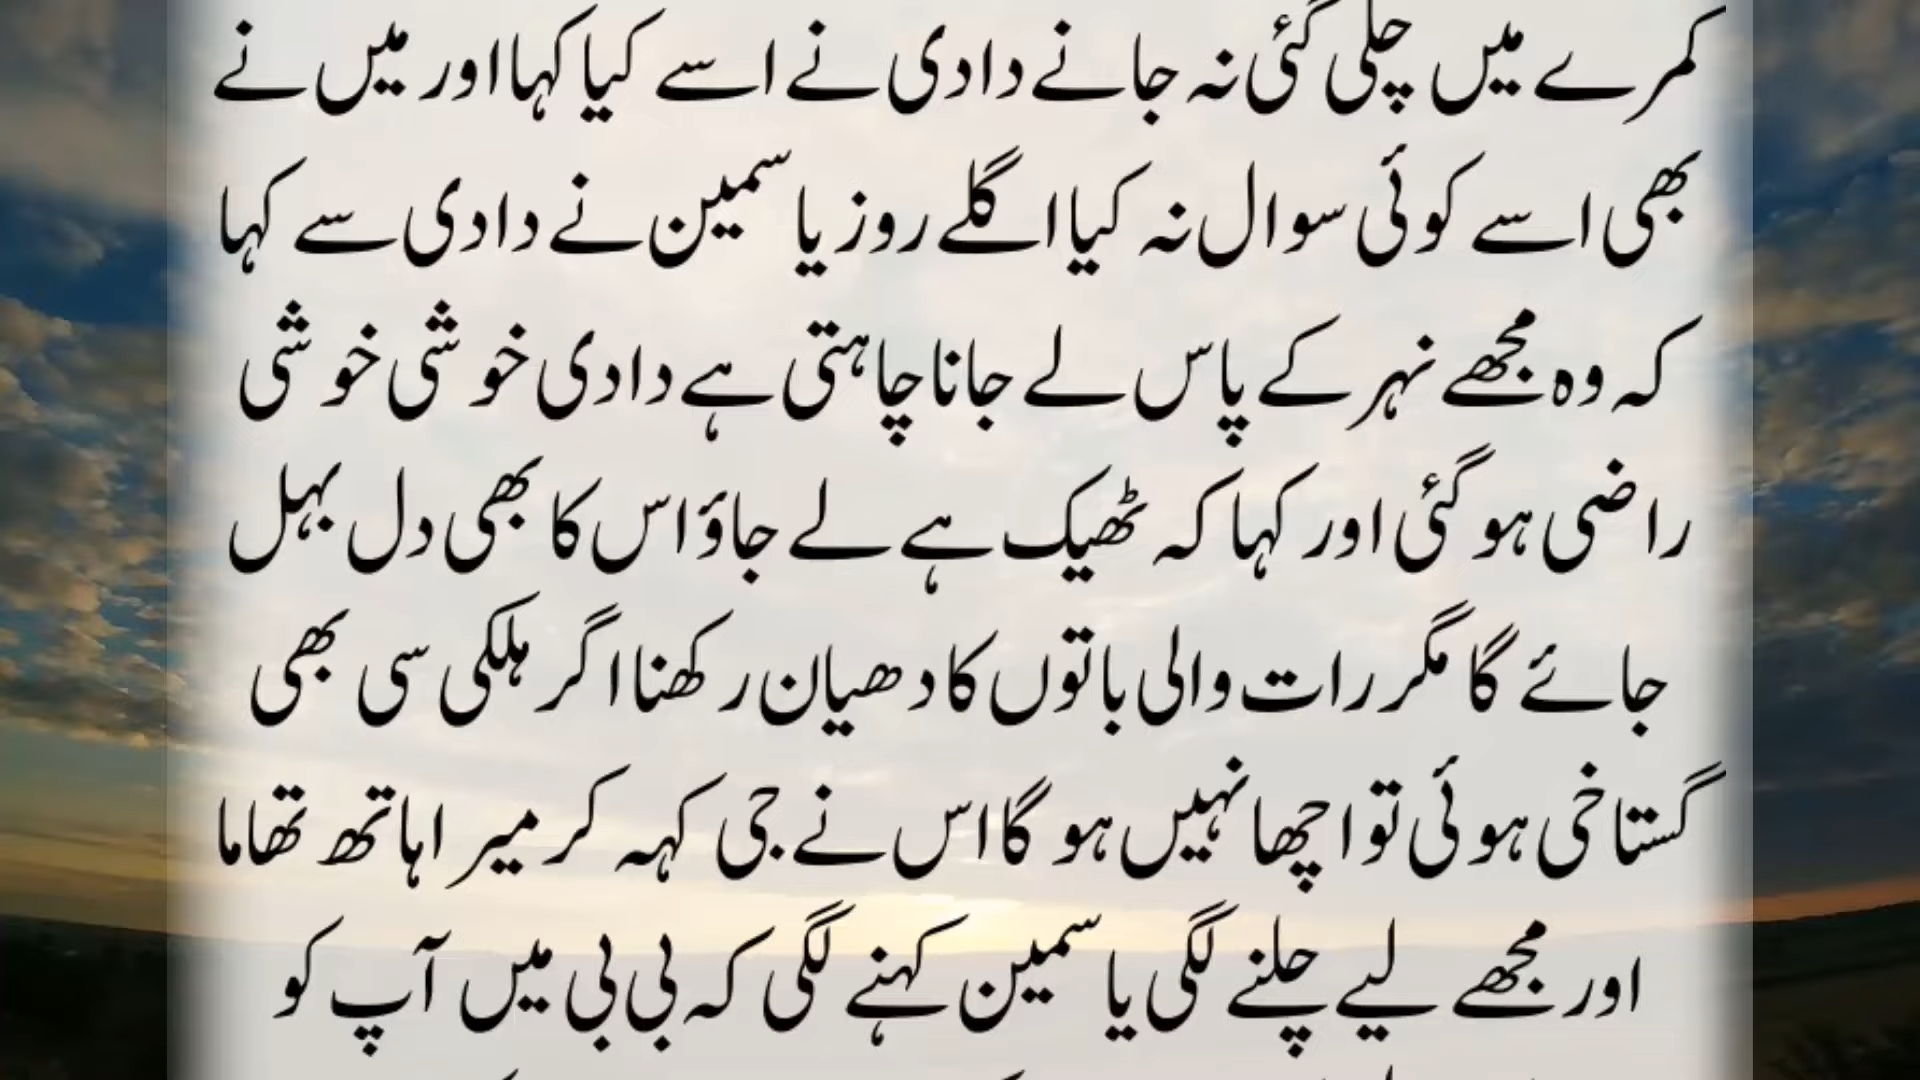 کمرے میں چلی گئی نہ جانے دادی نے اسے کیا کہا اور میں نے
بھی اسے کوئی سوال نہ کیا اگلے روز یاسمین نے دادی سے کہا
کہ وہ مجھے نہر کے پاس لے جانا چاہتی ہے دادی خوشی خوشی
راضی ہو گئی اور کہا کہ ٹھیک ہے لے جاؤ اس کا بھی دل بہل
جائے گا مگر رات والی باتوں کا دھیان رکھنا اگر ہلکی سی بھی
گستاخی ہوئی تو اچھا نہیں ہو گا اس نے جی کہہ کر میرا ہاتھ تھاما
اور مجھے لیے چلنے لگی یاسمین کہنے لگی کہ بی بی میں آپ کو